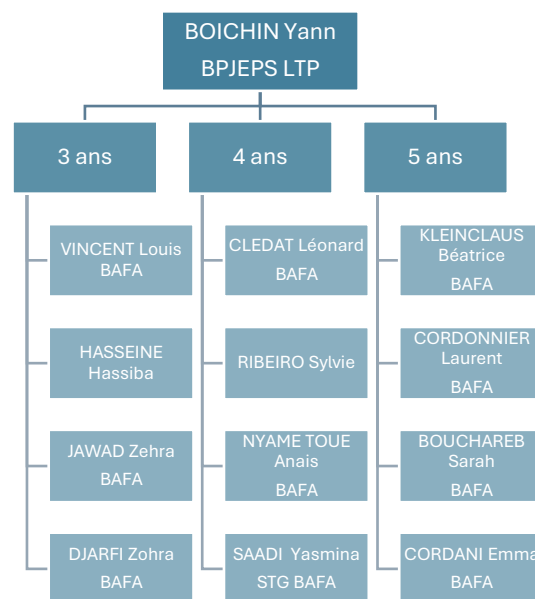 BOICHIN Yann
BPJEPS LTP
3 ans
4 ans
5 ans
VINCENT Louis
BAFA
CLEDAT Léonard
BAFA
KLEINCLAUS
Béatrice
BAFA
HASSEINE
Hassiba
RIBEIRO Sylvie
CORDONNIER
Laurent
BAFA
JAWAD Zehra
BAFA
NYAME TOUE
Anais
BAFA
BOUCHAREB
Sarah
BAFA
DJARFI Zohra
BAFA
SAADI Yasmina
STG BAFA
CORDANI Emma
BAFA